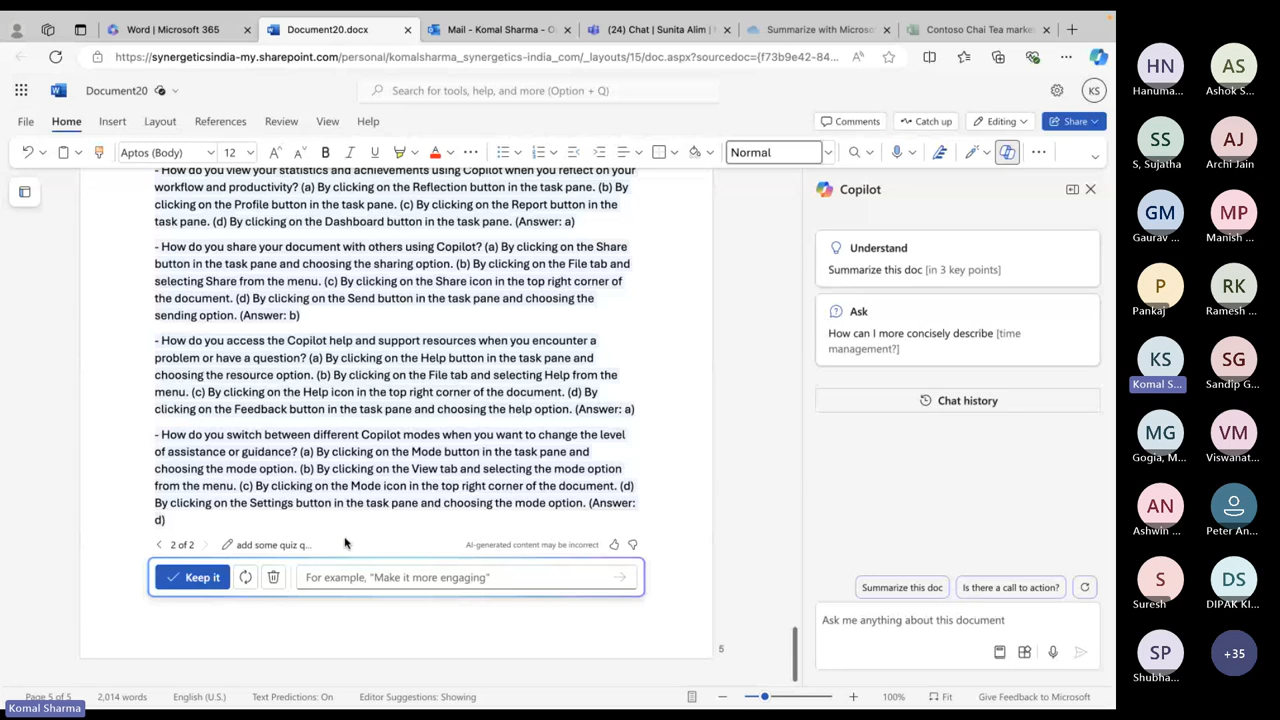 Word | Microsoft 365
Document20.docx
Mail - Komal Sharma - O
(24) Chat | Sunita Alim |
Summarize with Microso
Contoso Chai Tea marke
https://synergeticsindia-my.sharepoint.com/personal/komalsharma_synergetics-india_com/_layouts/15/doc.aspx?sourcedoc={f73b9e42-84...
Document20
Search for tools, help, and more (Option + Q)
KS
File Home Insert Layout References Review View Help
Comments Catch up Editing Share
Aptos (Body) 12 B I U A Normal
- How do you view your statistics and achievements using Copilot when you reflect on your
workflow and productivity? (a) By clicking on the Reflection button in the task pane. (b) By
clicking on the Profile button in the task pane. (c) By clicking on the Report button in the
task pane. (d) By clicking on the Dashboard button in the task pane. (Answer: a)
- How do you share your document with others using Copilot? (a) By clicking on the Share
button in the task pane and choosing the sharing option. (b) By clicking on the File tab and
selecting Share from the menu. (c) By clicking on the Share icon in the top right corner of
the document. (d) By clicking on the Send button in the task pane and choosing the
sending option. (Answer: b)
- How do you access the Copilot help and support resources when you encounter a
problem or have a question? (a) By clicking on the Help button in the task pane and
choosing the resource option. (b) By clicking on the File tab and selecting Help from the
menu. (c) By clicking on the Help icon in the top right corner of the document. (d) By
clicking on the Feedback button in the task pane and choosing the help option. (Answer: a)
- How do you switch between different Copilot modes when you want to change the level
of assistance or guidance? (a) By clicking on the Mode button in the task pane and
choosing the mode option. (b) By clicking on the View tab and selecting the mode option
from the menu. (c) By clicking on the Mode icon in the top right corner of the document. (d)
By clicking on the Settings button in the task pane and choosing the mode option. (Answer:
d)
2 of 2
add some quiz q...
AI-generated content may be incorrect
Keep it
For example, "Make it more engaging"
5
Page 5 of 5
2,014 words
English (U.S.)
Text Predictions: On
Editor Suggestions: Showing
100%
Fit
Give Feedback to Microsoft
Komal Sharma
Copilot
Understand
Summarize this doc [in 3 key points]
Ask
How can I more concisely describe [time
management?]
Chat history
Summarize this doc
Is there a call to action?
Ask me anything about this document
HN AS
Hanuma... Ashok S...
SS AJ
S, Sujatha Archi Jain
GM MP
Gaurav ... Manish ...
P RK
Pankaj Ramesh ...
KS SG
Komal S... Sandip G...
MG VM
Gogia, M... Viswanat...
AN
Ashwin ... Peter An...
S DS
Suresh DIPAK KI...
SP +35
Shubha...